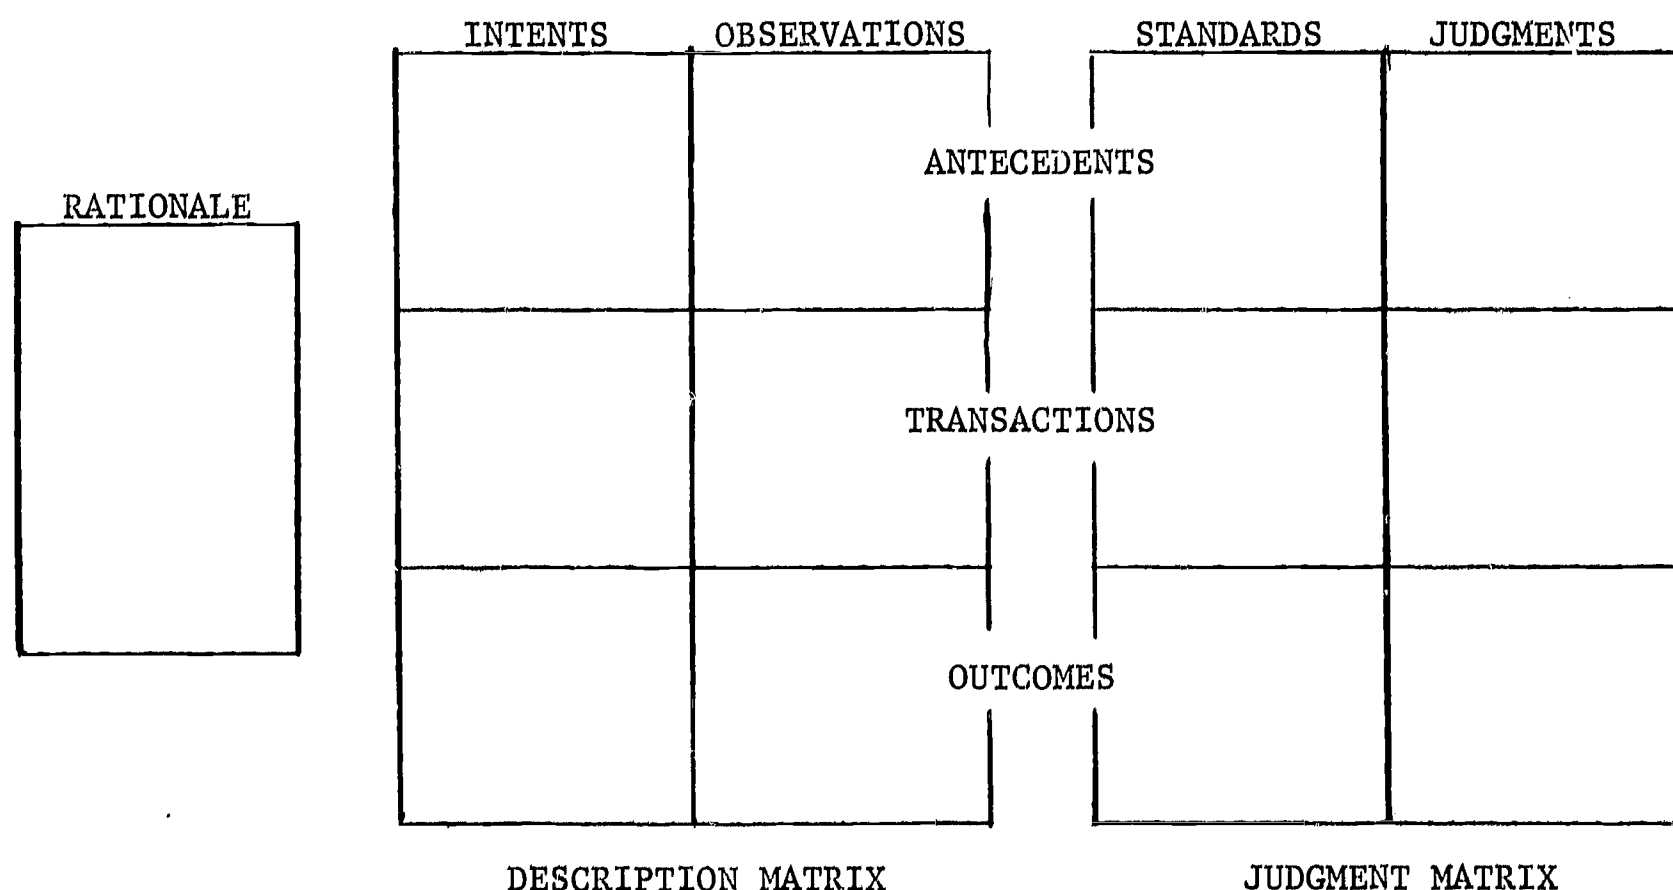 INTENTS OBSERVATIONS STANDARDS JUDGMENTS
ANTECEDENTS
RATIONALE
TRANSACTIONS
OUTCOMES
DESCRIPTION MATRIX JUDGMENT MATRIX